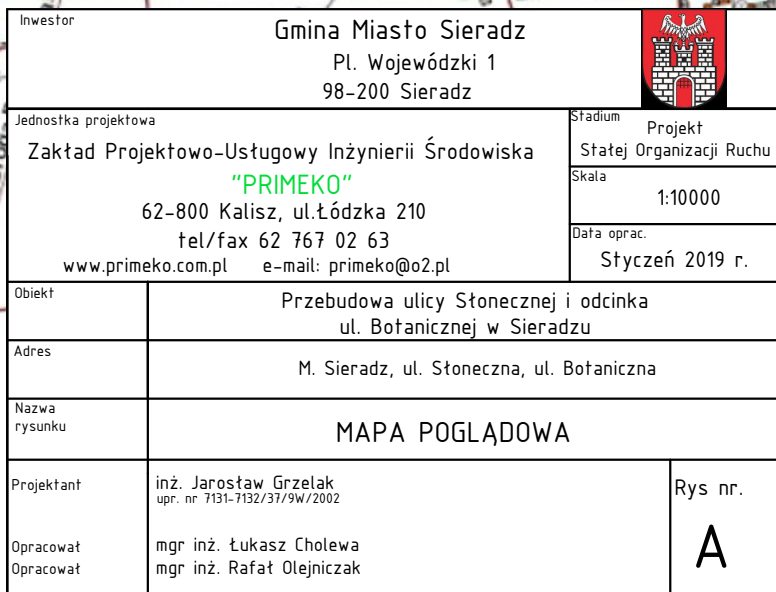 Inwestor
Gmina Miasto Sieradz
Pl. Wojewódzki 1
98-200 Sieradz
Jednostka projektowa
Zakład Projektowo-Usługowy Inżynierii Środowiska
"PRIMEKO"
62-800 Kalisz, ul.Łódzka 210
tel/fax 62 767 02 63
www.primeko.com.pl e-mail: primeko@o2.pl
Stadium
Projekt
Stałej Organizacji Ruchu
Skala
1:10000
Data oprac.
Styczeń 2019 r.
Obiekt
Przebudowa ulicy Słonecznej i odcinka
ul. Botanicznej w Sieradzu
Adres
M. Sieradz, ul. Słoneczna, ul. Botaniczna
Nazwa
rysunku
MAPA POGLĄDOWA
Projektant
inż. Jarosław Grzelak
upr. nr 7131-7132/37/9W/2002
Opracował
mgr inż. Łukasz Cholewa
Opracował
mgr inż. Rafał Olejniczak
Rys nr.
A